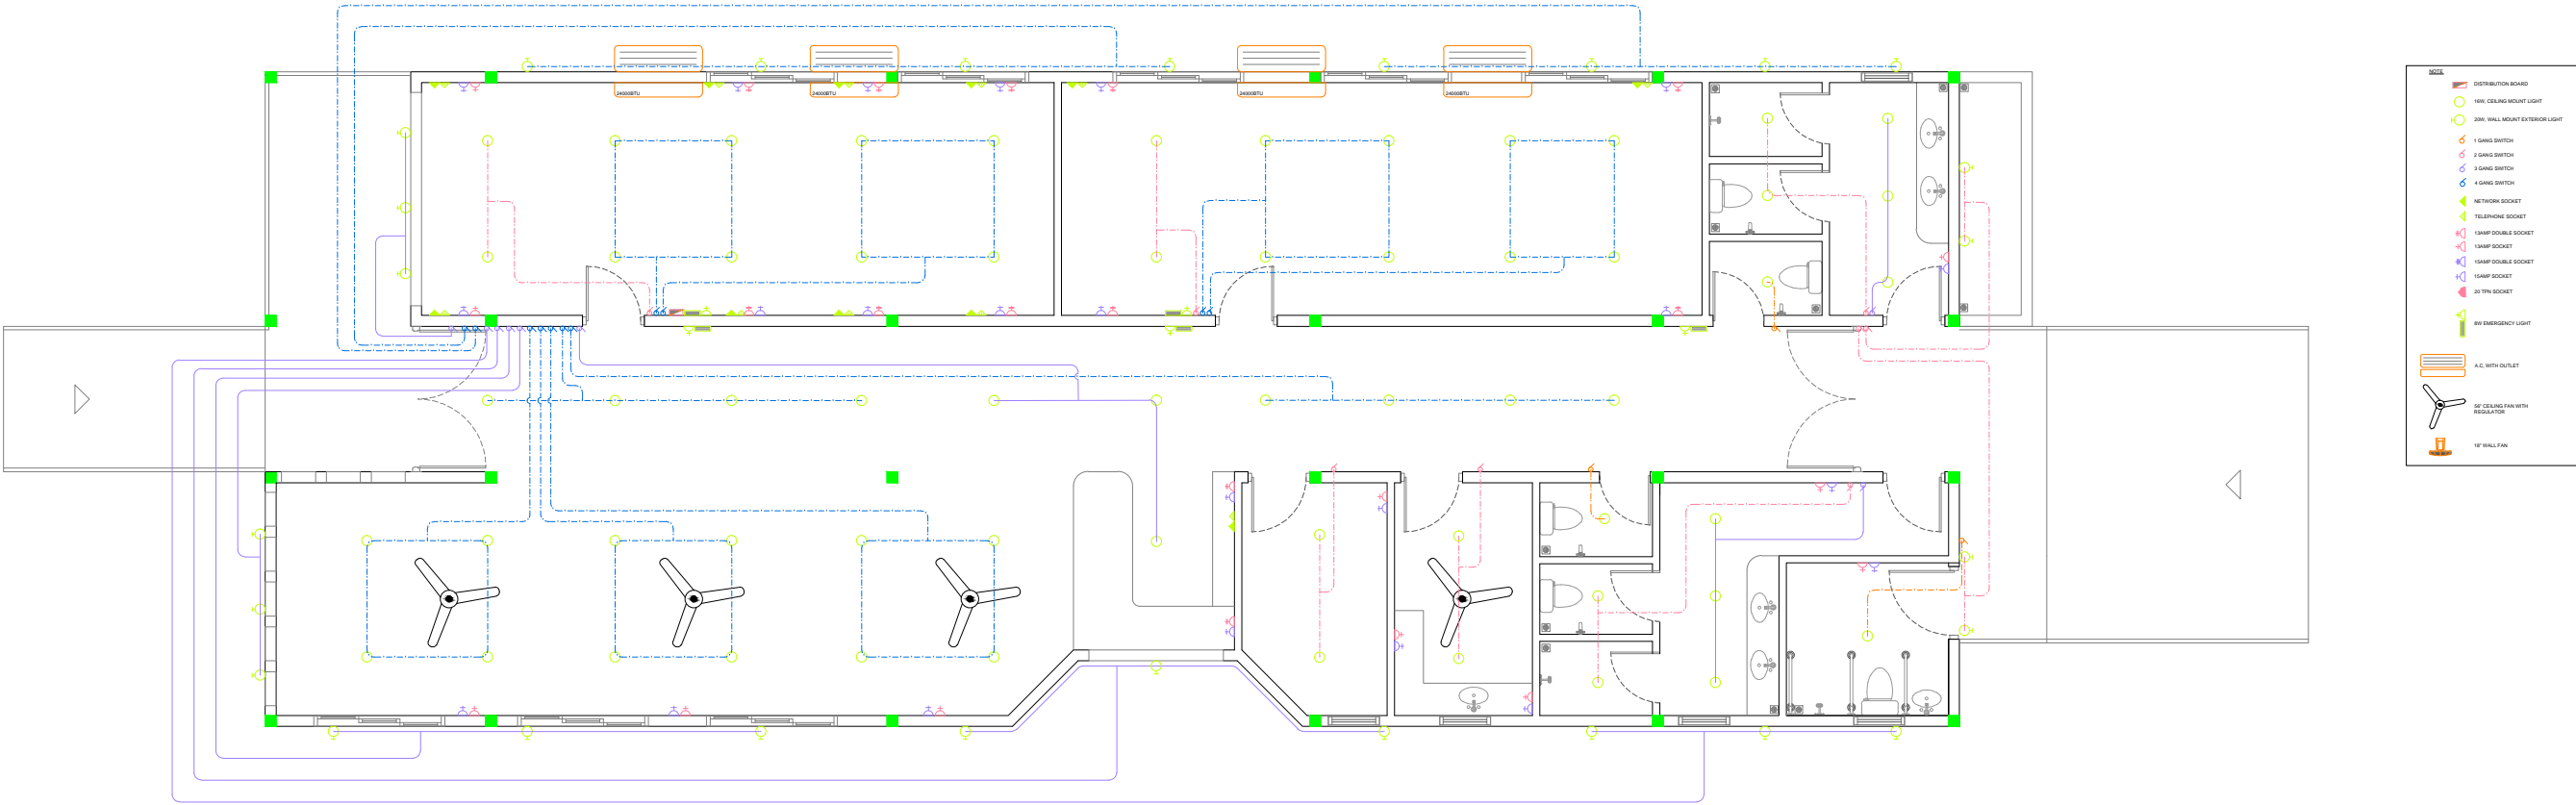 24000BTU
24000BTU
24000BTU
24000BTU
NOTE
DISTRIBUTION BOARD
16W, CEILING MOUNT LIGHT
20W, WALL MOUNT EXTERIOR LIGHT
1 GANG SWITCH
2 GANG SWITCH
3 GANG SWITCH
4 GANG SWITCH
NETWORK SOCKET
TELEPHONE SOCKET
13AMP DOUBLE SOCKET
13AMP SOCKET
15AMP DOUBLE SOCKET
15AMP SOCKET
20 TPN SOCKET
8W EMERGENCY LIGHT
A.C. WITH OUTLET
56" CEILING FAN WITH
REGULATOR
18" WALL FAN